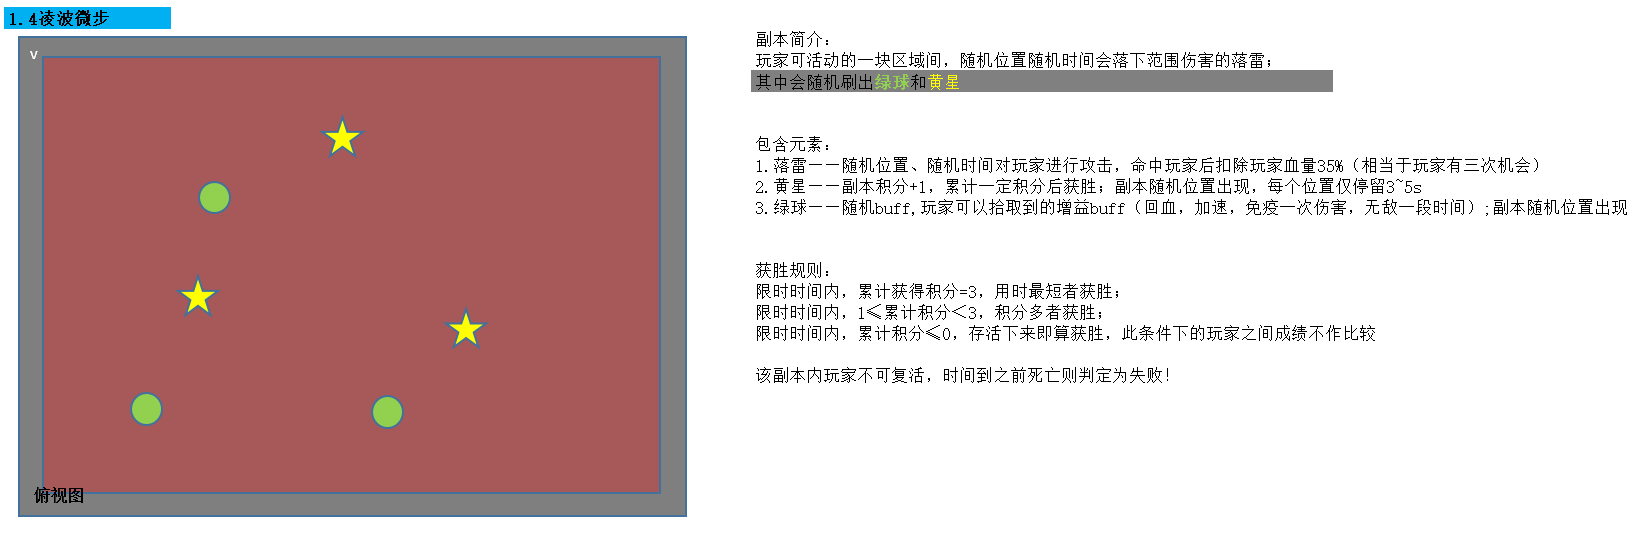 1.4凌波微步
v
俯视图
副本简介：
玩家可活动的一块区域间，随机位置随机时间会落下范围伤害的落雷；
其中会随机刷出绿球和黄星
包含元素：
1.落雷——随机位置、随机时间对玩家进行攻击，命中玩家后扣除玩家血量35%（相当于玩家有三次机会）
2.黄星——副本积分+1，累计一定积分后获胜；副本随机位置出现，每个位置仅停留3~5s
3.绿球——随机buff,玩家可以拾取到的增益buff（回血，加速，免疫一次伤害，无敌一段时间）;副本随机位置出现
获胜规则：
限时时间内，累计获得积分=3，用时最短者获胜；
限时时间内，1≤累计积分＜3，积分多者获胜；
限时时间内，累计积分≤0，存活下来即算获胜，此条件下的玩家之间成绩不作比较
该副本内玩家不可复活，时间到之前死亡则判定为失败！